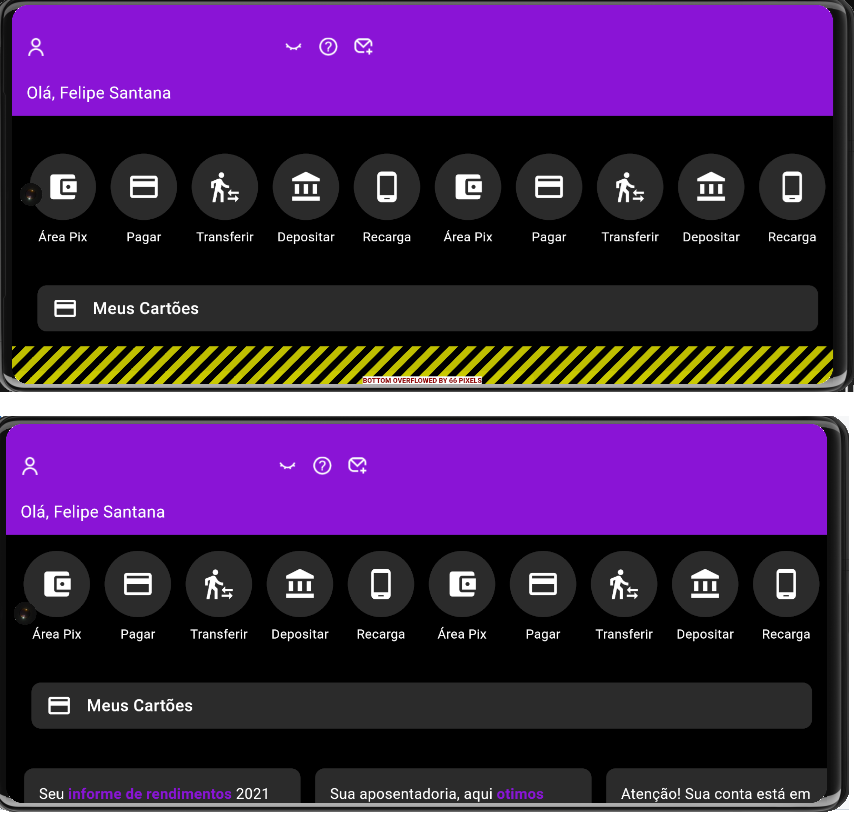 Olá, Felipe Santana
Área Pix Pagar Transferir Depositar Recarga Área Pix Pagar Transferir Depositar Recarga
Meus Cartões
BOTTOM OVERFLOWED BY 66 PIXELS
Olá, Felipe Santana
Área Pix Pagar Transferir Depositar Recarga Área Pix Pagar Transferir Depositar Recarga
Meus Cartões
Seu informe de rendimentos 2021 Sua aposentadoria, aqui otimos Atenção! Sua conta está em